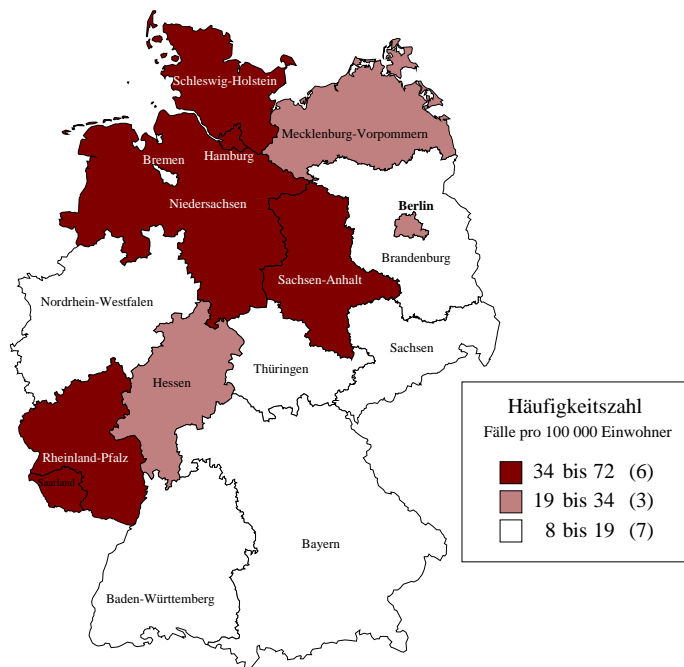 Schleswig-Holstein
Mecklenburg-Vorpommern
Hamburg
Bremen
Niedersachsen
Berlin
Brandenburg
Sachsen-Anhalt
Nordrhein-Westfalen
Sachsen
Thüringen
Hessen
Rheinland-Pfalz
Saarland
Bayern
Baden-Württemberg
Häufigkeitszahl
Fälle pro 100 000 Einwohner
34 bis 72 (6)
19 bis 34 (3)
8 bis 19 (7)